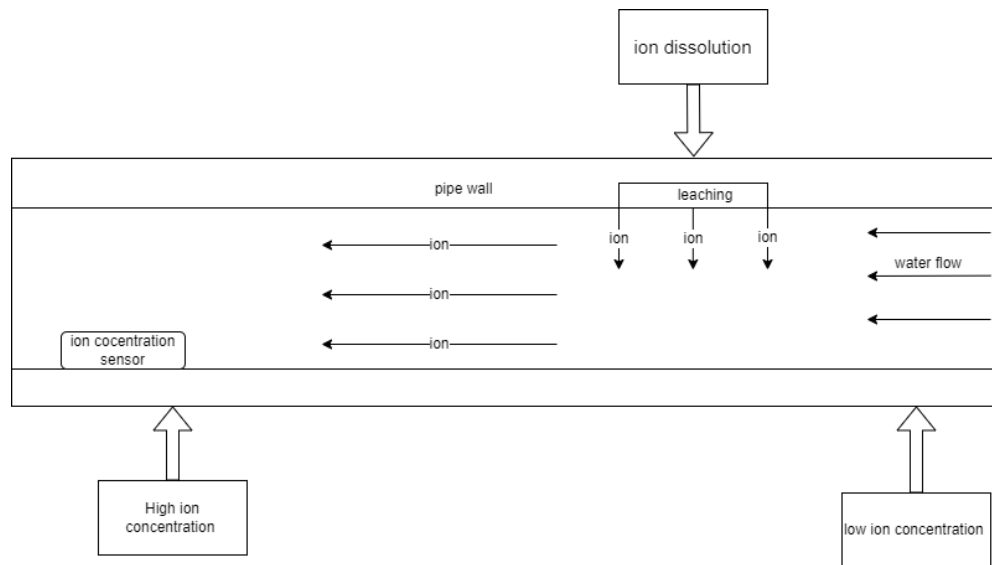 ion dissolution
pipe wall
leaching
ion
ion
ion
ion
water flow
ion
ion
ion cocentration
sensor
High ion
concentration
low ion concentration